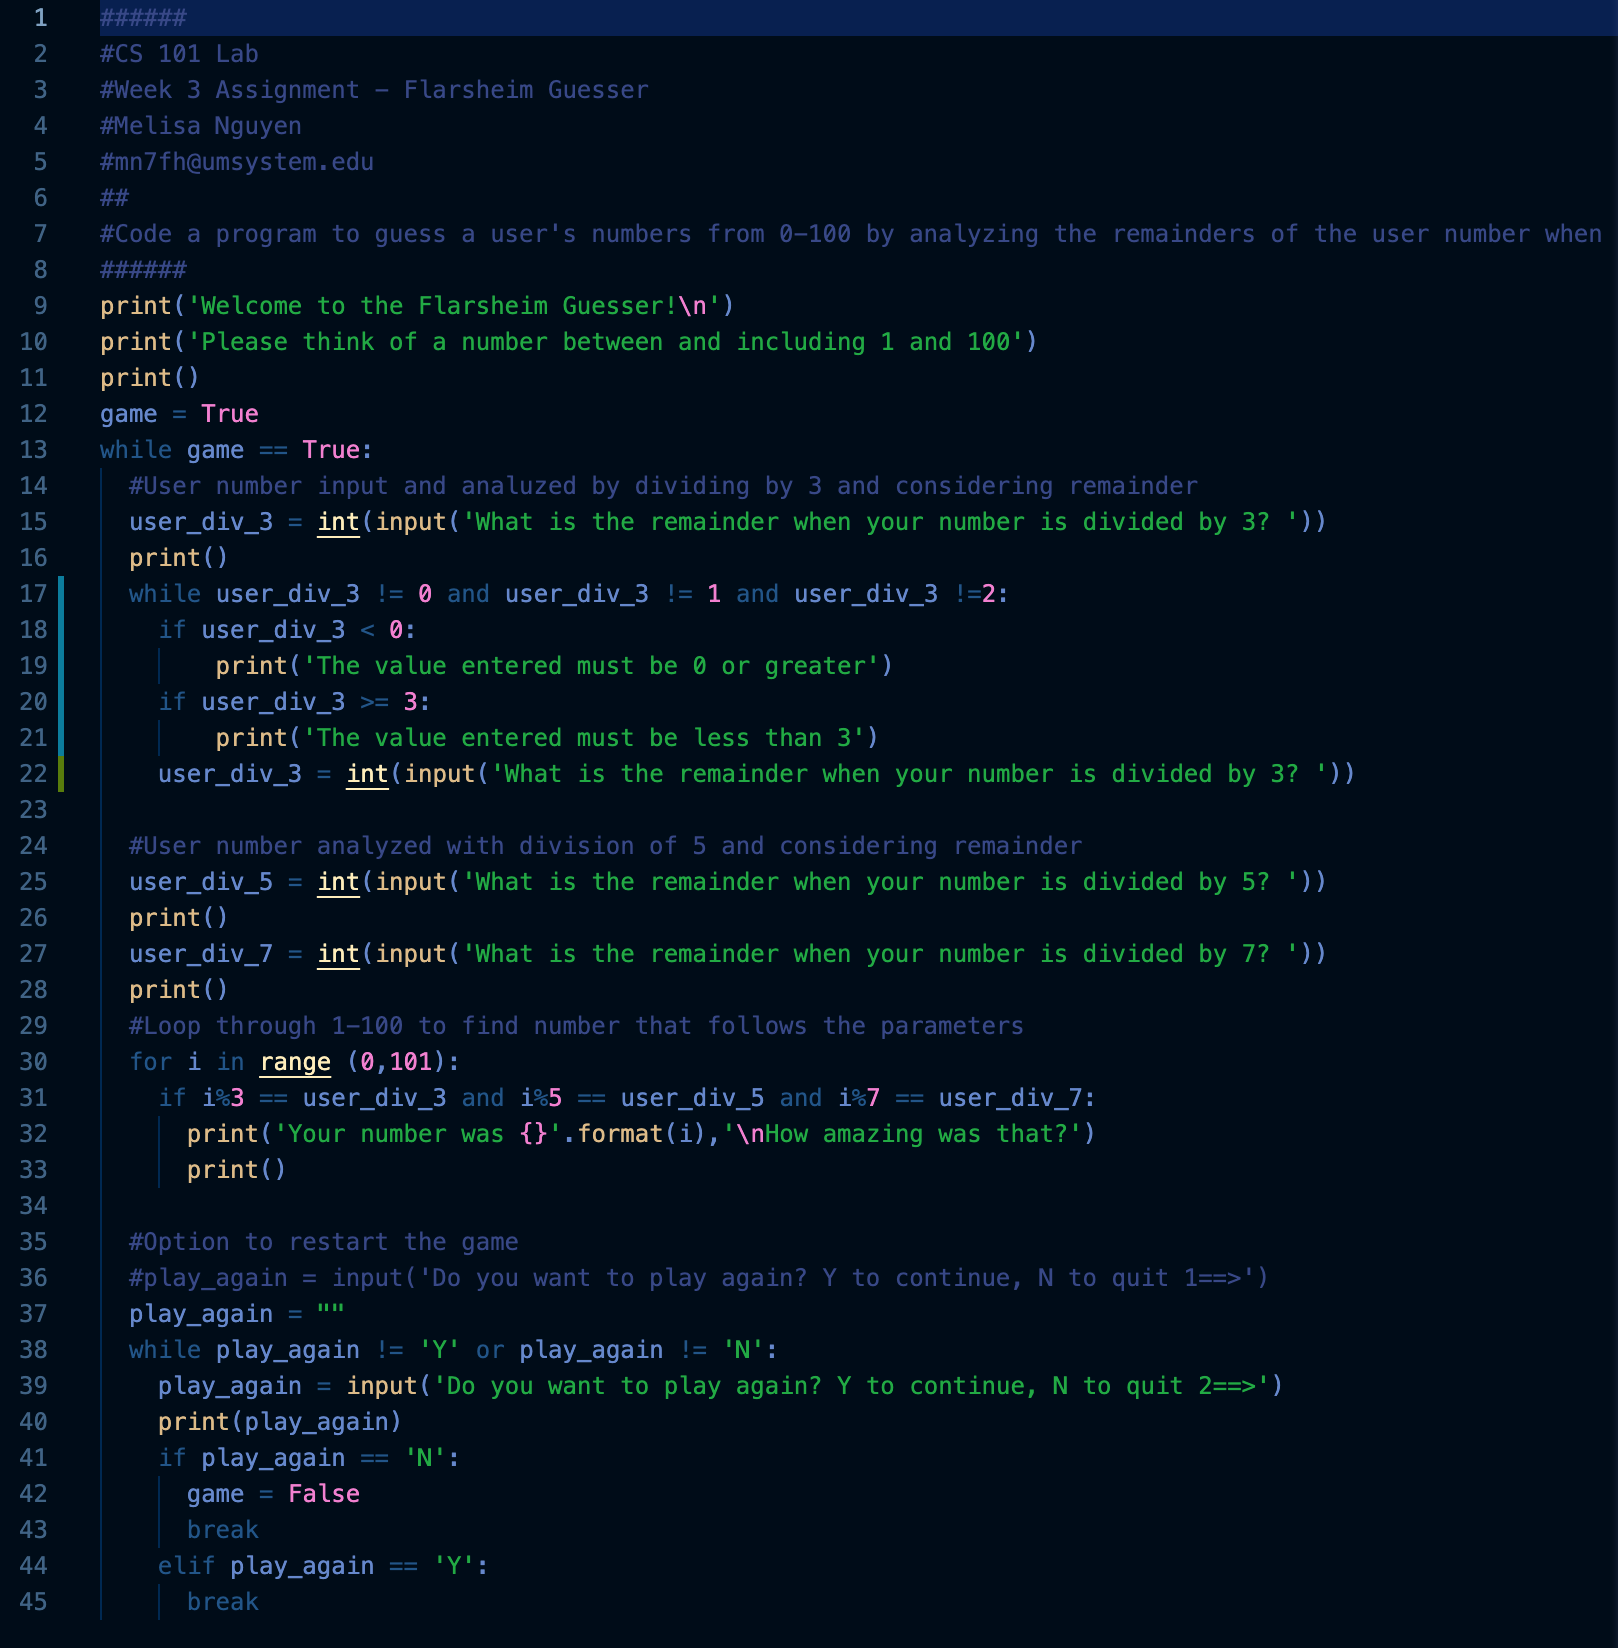 1 ######
2 #CS 101 Lab
3 #Week 3 Assignment - Flarsheim Guesser
4 #Melisa Nguyen
5 #mn7fh@umsystem.edu
6 ##
7 #Code a program to guess a user's numbers from 0-100 by analyzing the remainders of the user number when
8 ######
9 print('Welcome to the Flarsheim Guesser!\n')
10 print('Please think of a number between and including 1 and 100')
11 print()
12 game = True
13 while game == True:
14   #User number input and analuzed by dividing by 3 and considering remainder
15   user_div_3 = int(input('What is the remainder when your number is divided by 3? '))
16   print()
17   while user_div_3 != 0 and user_div_3 != 1 and user_div_3 !=2:
18     if user_div_3 < 0:
19         print('The value entered must be 0 or greater')
20     if user_div_3 >= 3:
21         print('The value entered must be less than 3')
22     user_div_3 = int(input('What is the remainder when your number is divided by 3? '))
23
24   #User number analyzed with division of 5 and considering remainder
25   user_div_5 = int(input('What is the remainder when your number is divided by 5? '))
26   print()
27   user_div_7 = int(input('What is the remainder when your number is divided by 7? '))
28   print()
29   #Loop through 1-100 to find number that follows the parameters
30   for i in range (0,101):
31     if i%3 == user_div_3 and i%5 == user_div_5 and i%7 == user_div_7:
32       print('Your number was {}'.format(i),'\nHow amazing was that?')
33       print()
34
35   #Option to restart the game
36   #play_again = input('Do you want to play again? Y to continue, N to quit 1==>')
37   play_again = ""
38   while play_again != 'Y' or play_again != 'N':
39     play_again = input('Do you want to play again? Y to continue, N to quit 2==>')
40     print(play_again)
41     if play_again == 'N':
42       game = False
43       break
44     elif play_again == 'Y':
45       break